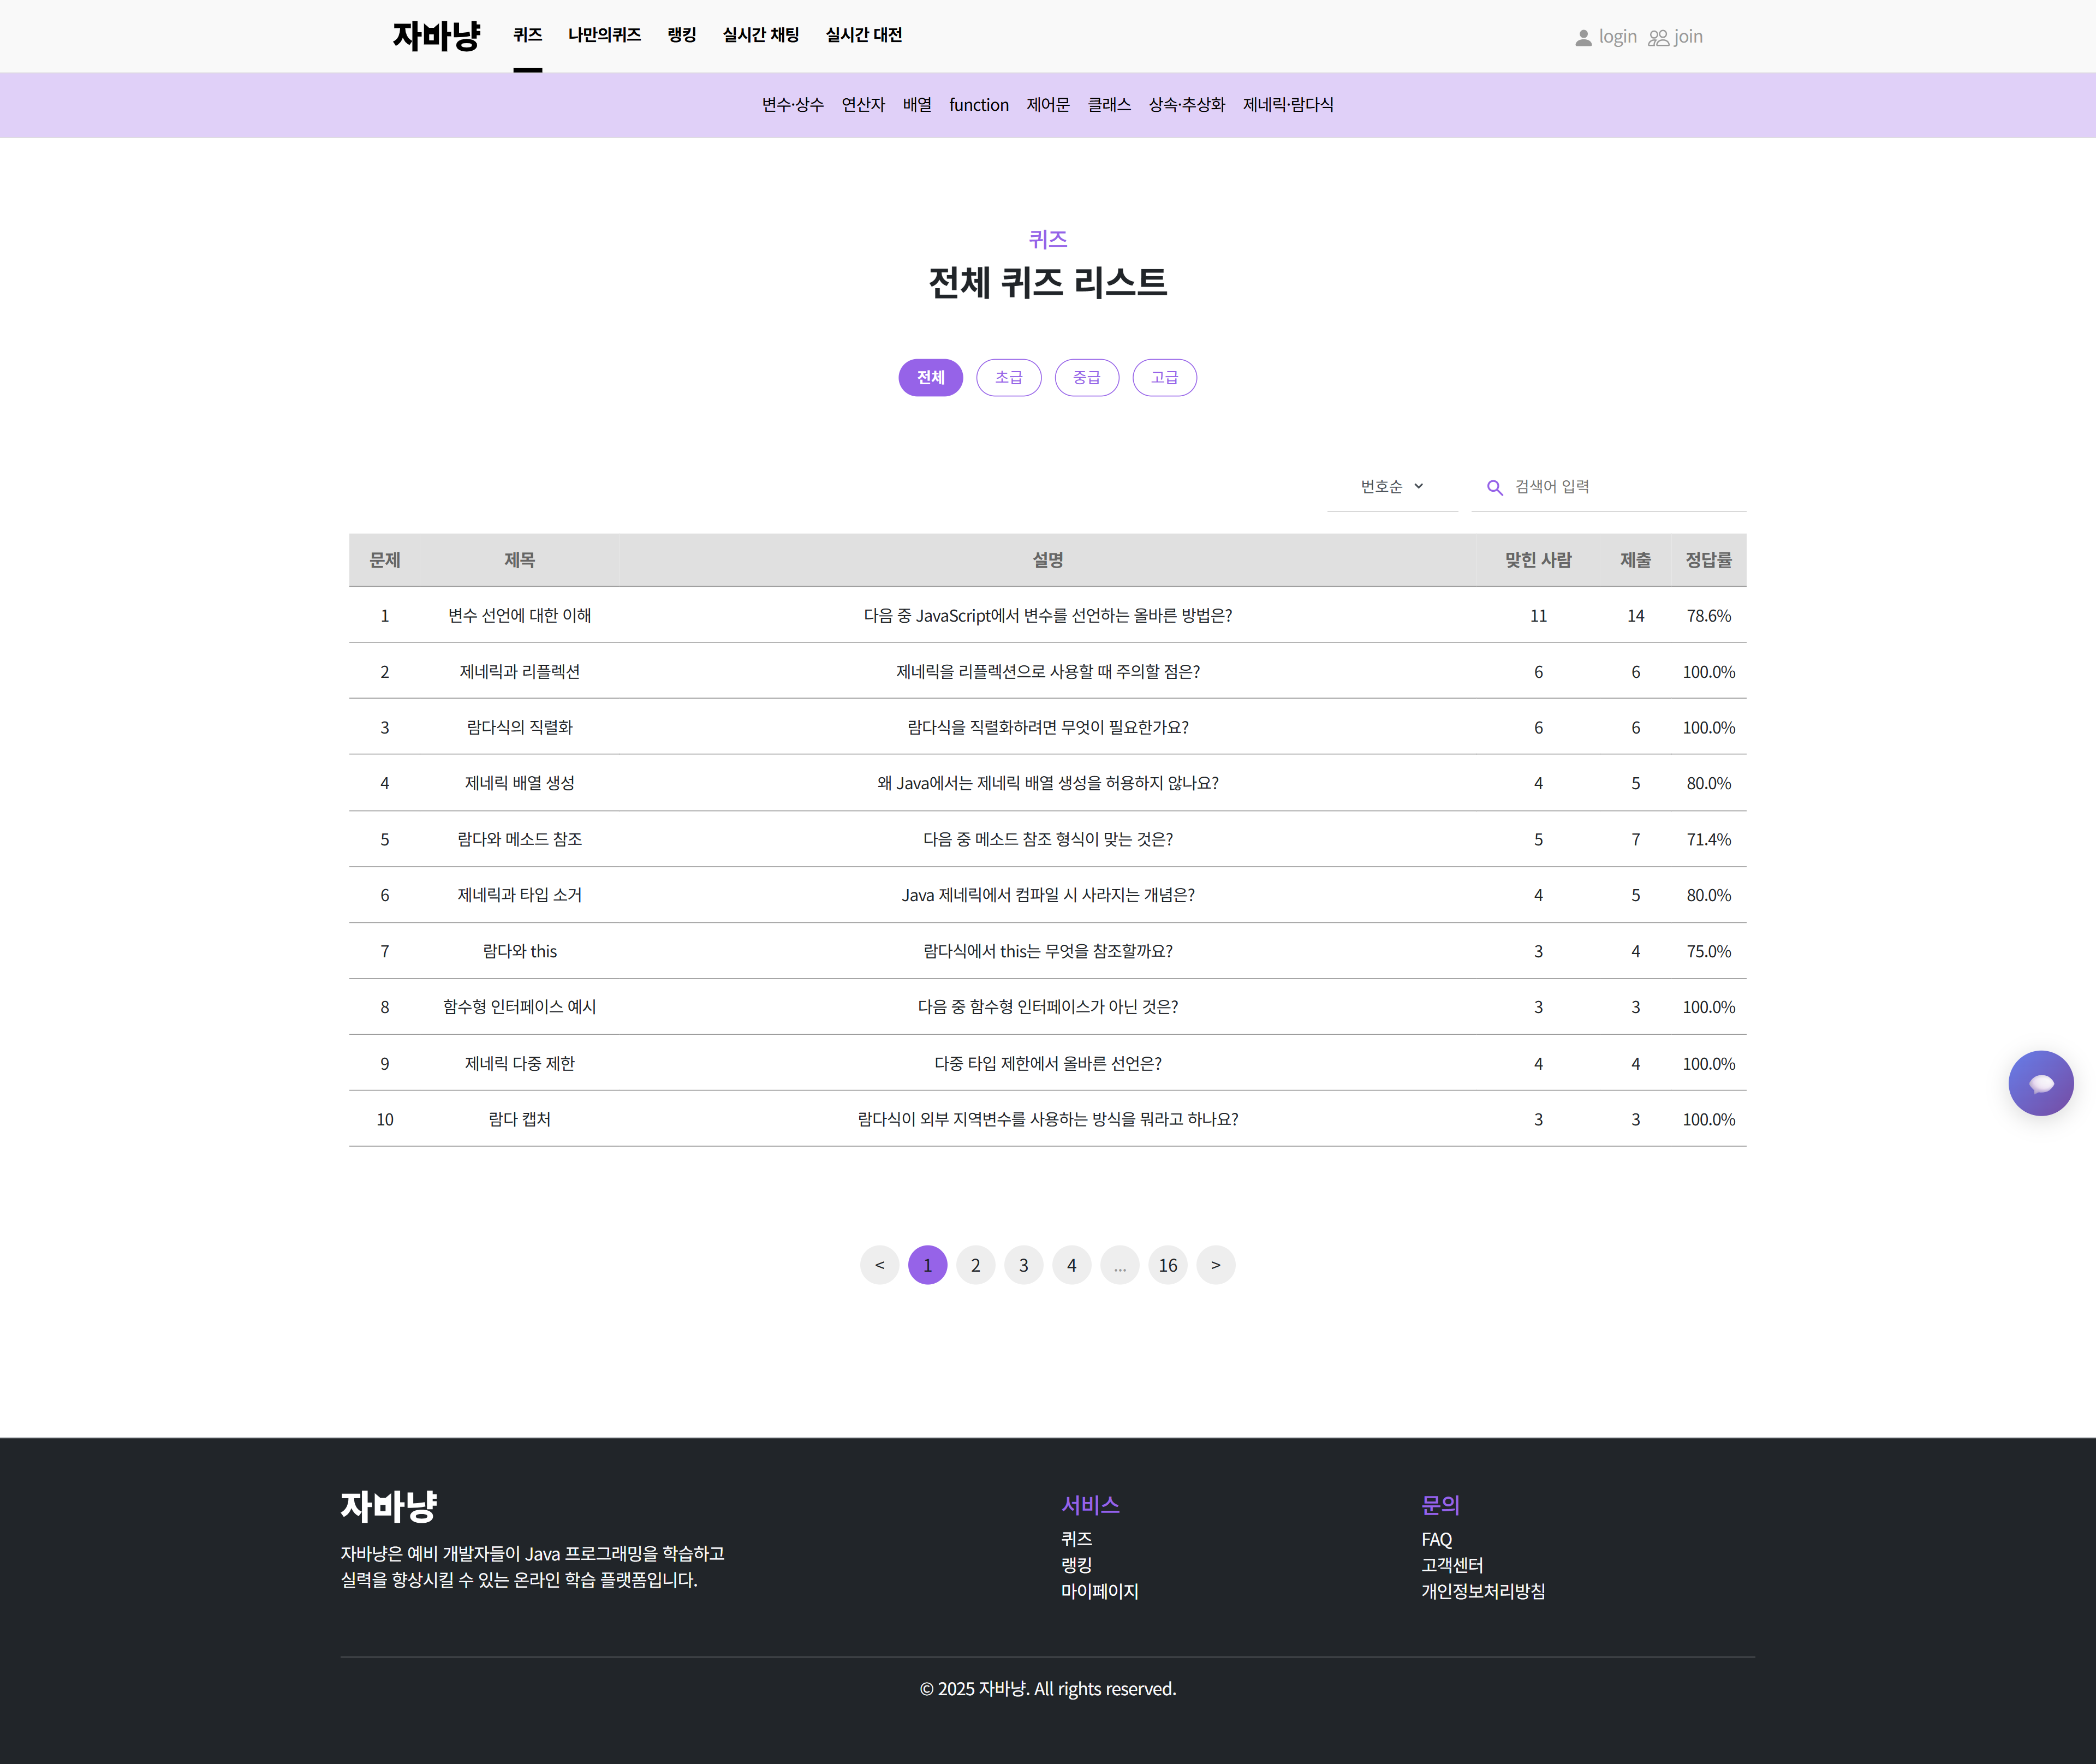 자바냥 퀴즈 나만의퀴즈 랭킹 실시간 채팅 실시간 대전 login join
변수·상수 연산자 배열 function 제어문 클래스 상속·추상화 제네릭·람다식
퀴즈
전체 퀴즈 리스트
전체 초급 중급 고급
번호순 검색어 입력
문제 제목 설명 맞힌 사람 제출 정답률
1 변수 선언에 대한 이해 다음 중 JavaScript에서 변수를 선언하는 올바른 방법은? 11 14 78.6%
2 제네릭과 리플렉션 제네릭을 리플렉션으로 사용할 때 주의할 점은? 6 6 100.0%
3 람다식의 직렬화 람다식을 직렬화하려면 무엇이 필요한가요? 6 6 100.0%
4 제네릭 배열 생성 왜 Java에서는 제네릭 배열 생성을 허용하지 않나요? 4 5 80.0%
5 람다와 메소드 참조 다음 중 메소드 참조 형식이 맞는 것은? 5 7 71.4%
6 제네릭과 타입 소거 Java 제네릭에서 컴파일 시 사라지는 개념은? 4 5 80.0%
7 람다와 this 람다식에서 this는 무엇을 참조할까요? 3 4 75.0%
8 함수형 인터페이스 예시 다음 중 함수형 인터페이스가 아닌 것은? 3 3 100.0%
9 제네릭 다중 제한 다중 타입 제한에서 올바른 선언은? 4 4 100.0%
10 람다 캡처 람다식이 외부 지역변수를 사용하는 방식을 뭐라고 하나요? 3 3 100.0%
< 1 2 3 4 ... 16 >
자바냥
자바냥은 예비 개발자들이 Java 프로그래밍을 학습하고
실력을 향상시킬 수 있는 온라인 학습 플랫폼입니다.
서비스
퀴즈
랭킹
마이페이지
문의
FAQ
고객센터
개인정보처리방침
© 2025 자바냥. All rights reserved.